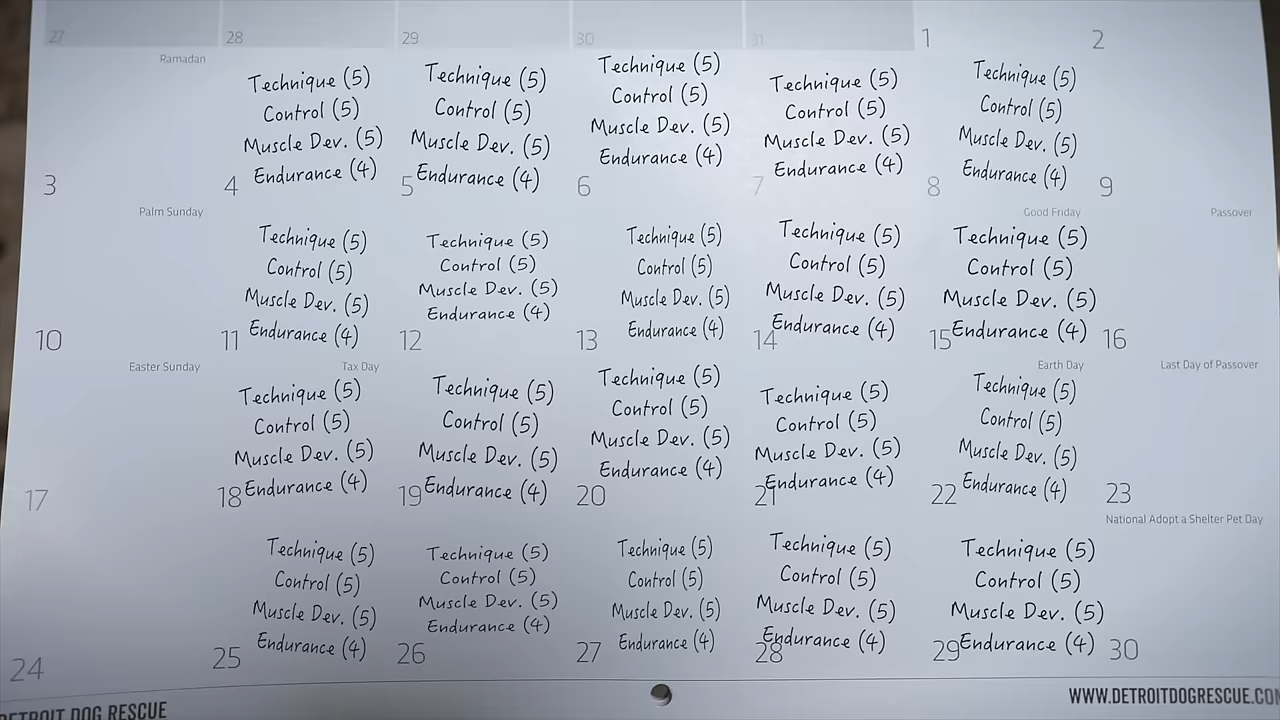 27
28
29
30
31
1
2
Ramadan
3
Technique (5)
Control (5)
Muscle Dev. (5)
Endurance (4)
4
Technique (5)
Control (5)
Muscle Dev. (5)
Endurance (4)
5
Technique (5)
Control (5)
Muscle Dev. (5)
Endurance (4)
6
Technique (5)
Control (5)
Muscle Dev. (5)
Endurance (4)
7
Technique (5)
Control (5)
Muscle Dev. (5)
Endurance (4)
8
9
Palm Sunday
10
Technique (5)
Control (5)
Muscle Dev. (5)
Endurance (4)
11
Technique (5)
Control (5)
Muscle Dev. (5)
Endurance (4)
12
Technique (5)
Control (5)
Muscle Dev. (5)
Endurance (4)
13
Technique (5)
Control (5)
Muscle Dev. (5)
Endurance (4)
14
Good Friday
Technique (5)
Control (5)
Muscle Dev. (5)
Endurance (4)
15
Passover
16
Easter Sunday
17
Tax Day
Technique (5)
Control (5)
Muscle Dev. (5)
Endurance (4)
18
Technique (5)
Control (5)
Muscle Dev. (5)
Endurance (4)
19
Technique (5)
Control (5)
Muscle Dev. (5)
Endurance (4)
20
Technique (5)
Control (5)
Muscle Dev. (5)
Endurance (4)
21
Earth Day
Technique (5)
Control (5)
Muscle Dev. (5)
Endurance (4)
22
Last Day of Passover
23
24
Technique (5)
Control (5)
Muscle Dev. (5)
Endurance (4)
25
Technique (5)
Control (5)
Muscle Dev. (5)
Endurance (4)
26
Technique (5)
Control (5)
Muscle Dev. (5)
Endurance (4)
27
Technique (5)
Control (5)
Muscle Dev. (5)
Endurance (4)
28
Technique (5)
Control (5)
Muscle Dev. (5)
Endurance (4)
29
National Adopt a Shelter Pet Day
30
DETROIT DOG RESCUE
WWW.DETROITDOGRESCUE.COM